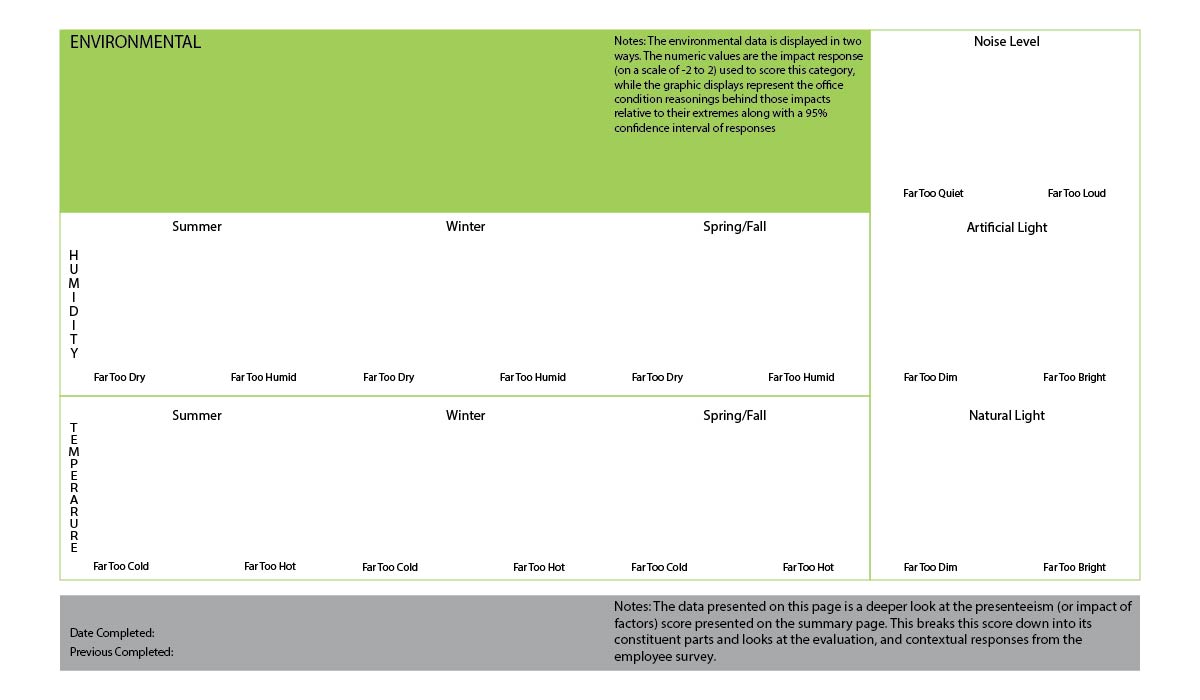 ENVIRONMENTAL
Notes: The environmental data is displayed in two
ways. The numeric values are the impact response
(on a scale of -2 to 2) used to score this category,
while the graphic displays represent the office
condition reasonings behind those impacts
relative to their extremes along with a 95%
confidence interval of responses
Noise Level
Far Too Quiet
Far Too Loud
HUMIDITY
Summer
Winter
Spring/Fall
Far Too Dry
Far Too Humid
Far Too Dry
Far Too Humid
Far Too Dry
Far Too Humid
Artificial Light
Far Too Dim
Far Too Bright
TEMPERARURE
Summer
Winter
Spring/Fall
Far Too Cold
Far Too Hot
Far Too Cold
Far Too Hot
Far Too Cold
Far Too Hot
Natural Light
Far Too Dim
Far Too Bright
Date Completed:
Previous Completed:
Notes: The data presented on this page is a deeper look at the presenteeism (or impact of
factors) score presented on the summary page. This breaks this score down into its
constituent parts and looks at the evaluation, and contextual responses from the
employee survey.